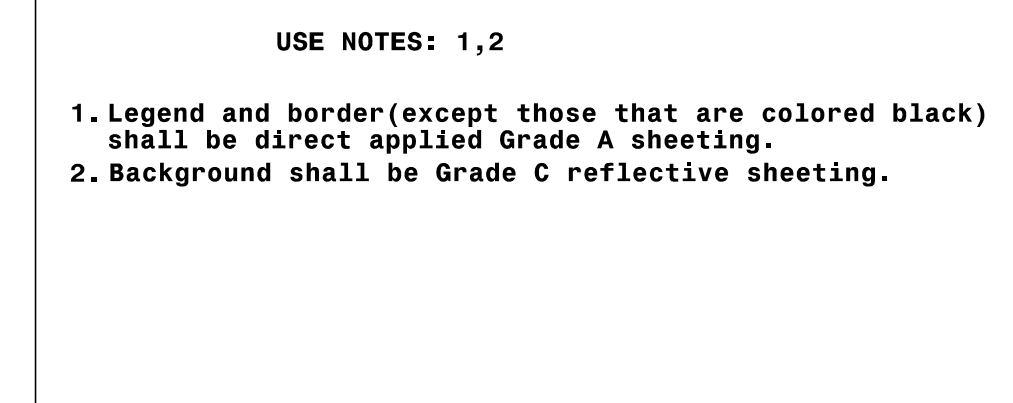 USE NOTES: 1,2
1. Legend and border(except those that are colored black)
shall be direct applied Grade A sheeting.
2. Background shall be Grade C reflective sheeting.